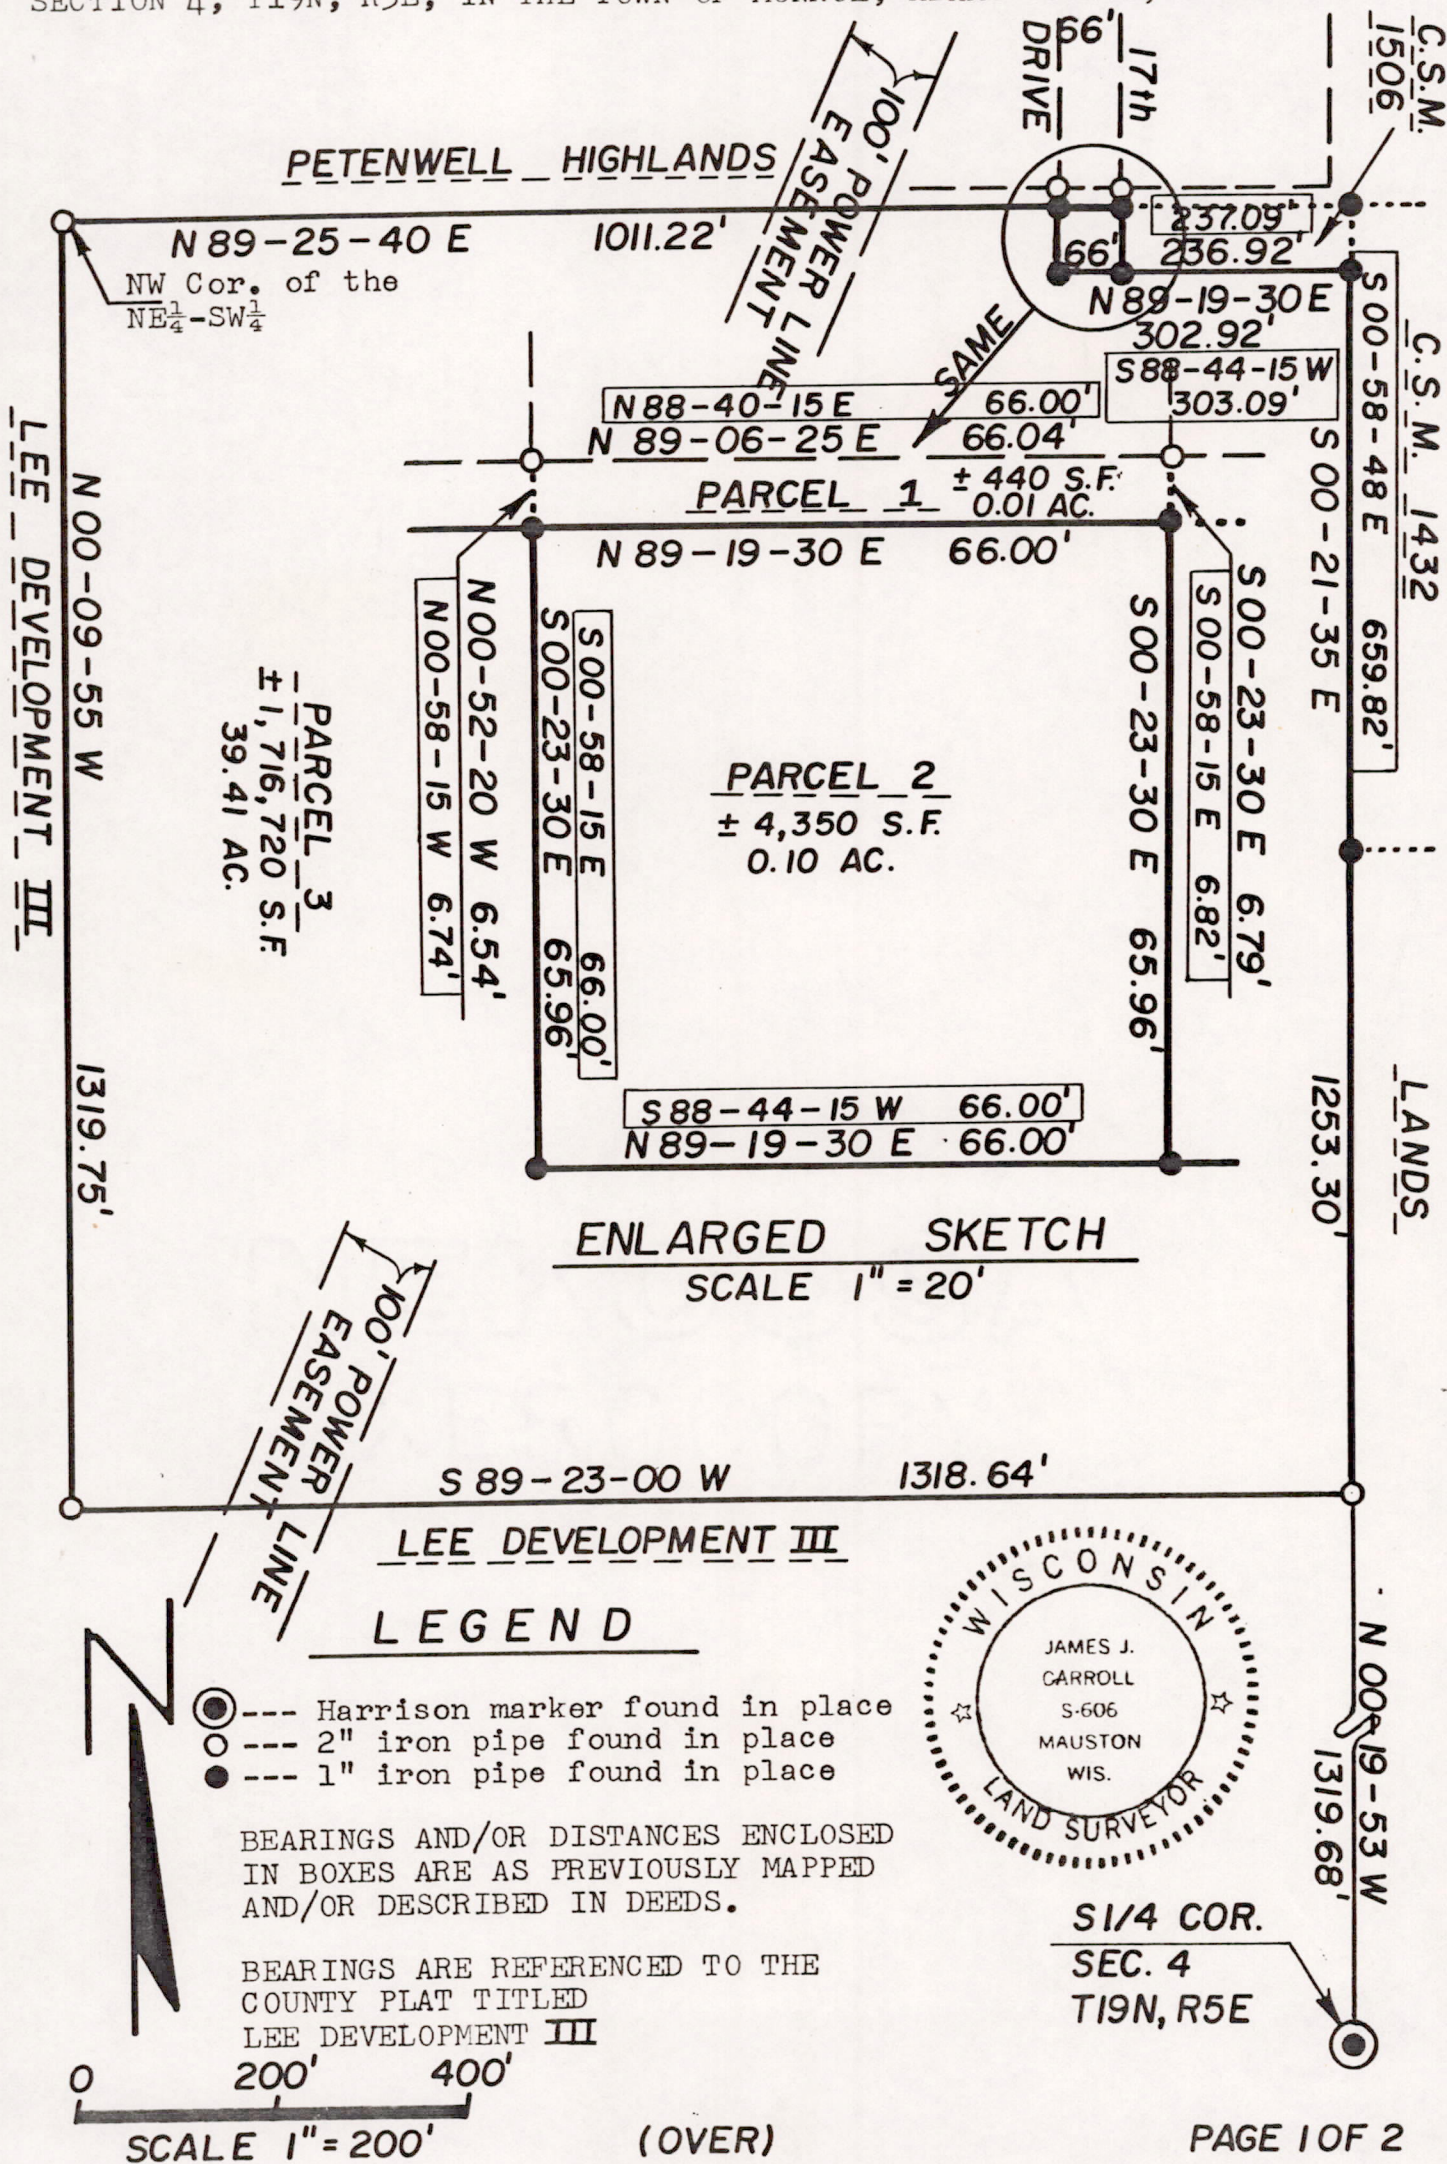 SECTION 4, T19N, R5E, IN THE TOWN OF
C.S.M.
1506
66'
17th
DRIVE
100' POWER LINE
EASEMENT
PETENWELL HIGHLANDS
N 89-25-40 E 1011.22'
NW Cor. of the
NE¼-SW¼
237.09'
66' 236.92'
N 89-19-30 E
302.92'
S 88-44-15 W
303.09'
SAME
S 00-58-48 E 659.82'
C.S.M. 1432
S 00-21-35 E 1253.30'
LANDS
N 88-40-15 E 66.00'
N 89-06-25 E 66.04'
PARCEL 1 ± 440 S.F.
0.01 AC.
N 89-19-30 E 66.00'
LEE DEVELOPMENT III
N 00-09-55 W 1319.75'
PARCEL 3
± 1,716,720 S.F.
39.41 AC.
N 00-58-15 W 6.74'
N 00-52-20 W 6.54'
S 00-23-30 E 65.96'
S 00-58-15 E 66.00'
PARCEL 2
± 4,350 S.F.
0.10 AC.
S 00-23-30 E 65.96'
S 00-58-15 E 6.82'
S 00-23-30 E 6.79'
S 88-44-15 W 66.00'
N 89-19-30 E 66.00'
ENLARGED SKETCH
SCALE 1" = 20'
100' POWER
EASEMENT LINE
S 89-23-00 W 1318.64'
LEE DEVELOPMENT III
LEGEND
--- Harrison marker found in place
--- 2" iron pipe found in place
--- 1" iron pipe found in place
BEARINGS AND/OR DISTANCES ENCLOSED
IN BOXES ARE AS PREVIOUSLY MAPPED
AND/OR DESCRIBED IN DEEDS.
BEARINGS ARE REFERENCED TO THE
COUNTY PLAT TITLED
LEE DEVELOPMENT III
WISCONSIN
JAMES J.
CARROLL
S-606
MAUSTON
WIS.
LAND SURVEYOR
N 00-19-53 W
1319.68'
S1/4 COR.
SEC. 4
T19N, R5E
N
0 200' 400'
SCALE 1"=200'
(OVER)
PAGE 1 OF 2